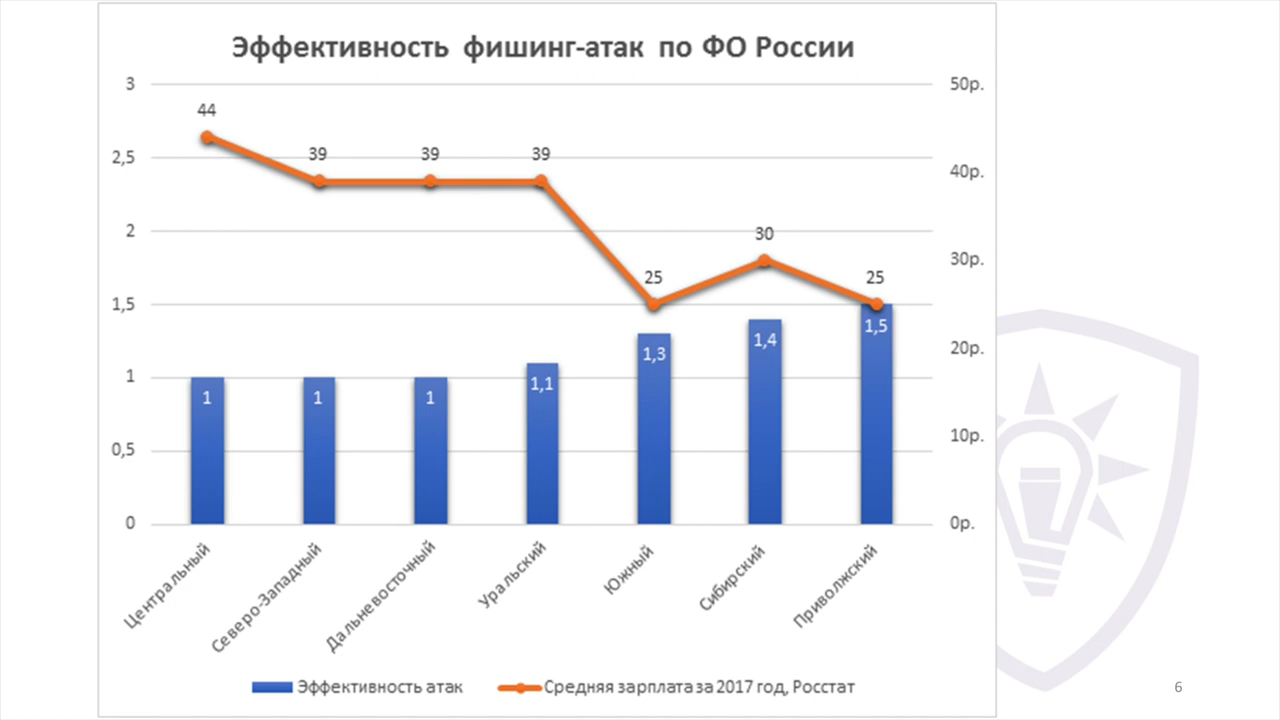 Эффективность фишинг-атак по ФО России
3
2,5
2
1,5
1
0,5
0
50р.
40р.
30р.
20р.
10р.
0р.
44
39
39
39
25
30
25
1
1
1
1,1
1,3
1,4
1,5
Центральный
Северо-Западный
Дальневосточный
Уральский
Южный
Сибирский
Приволжский
Эффективность атак
Средняя зарплата за 2017 год, Росстат
6